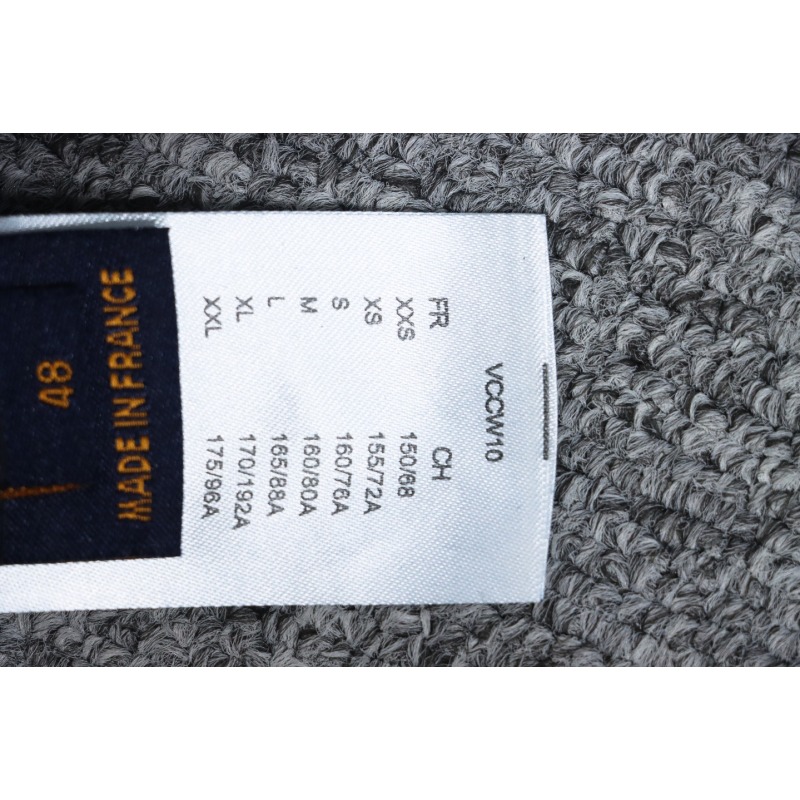 VCCW10
FR CH
XXS 150/68
XS 155/72A
S 160/76A
M 160/80A
L 165/88A
XL 170/192A
XXL 175/96A
MADE IN FRANCE
48